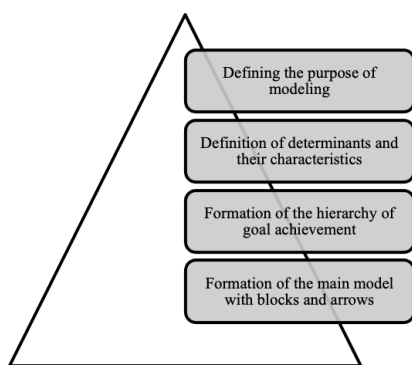 Defining the purpose of
modeling
Definition of determinants and
their characteristics
Formation of the hierarchy of
goal achievement
Formation of the main model
with blocks and arrows